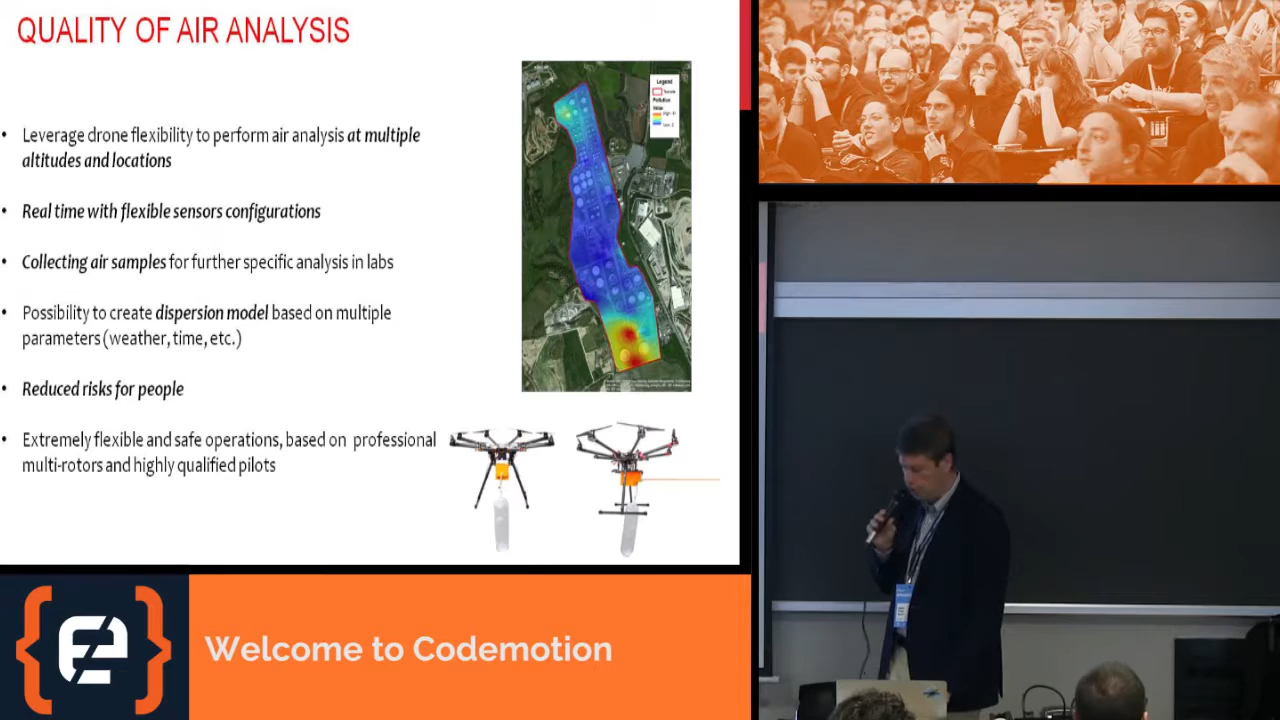 QUALITY OF AIR ANALYSIS
• Leverage drone flexibility to perform air analysis at multiple
altitudes and locations
• Real time with flexible sensors configurations
• Collecting air samples for further specific analysis in labs
• Possibility to create dispersion model based on multiple
parameters (weather, time, etc.)
• Reduced risks for people
• Extremely flexible and safe operations, based on professional
multi-rotors and highly qualified pilots
Legend
Pollution
Value
Welcome to Codemotion